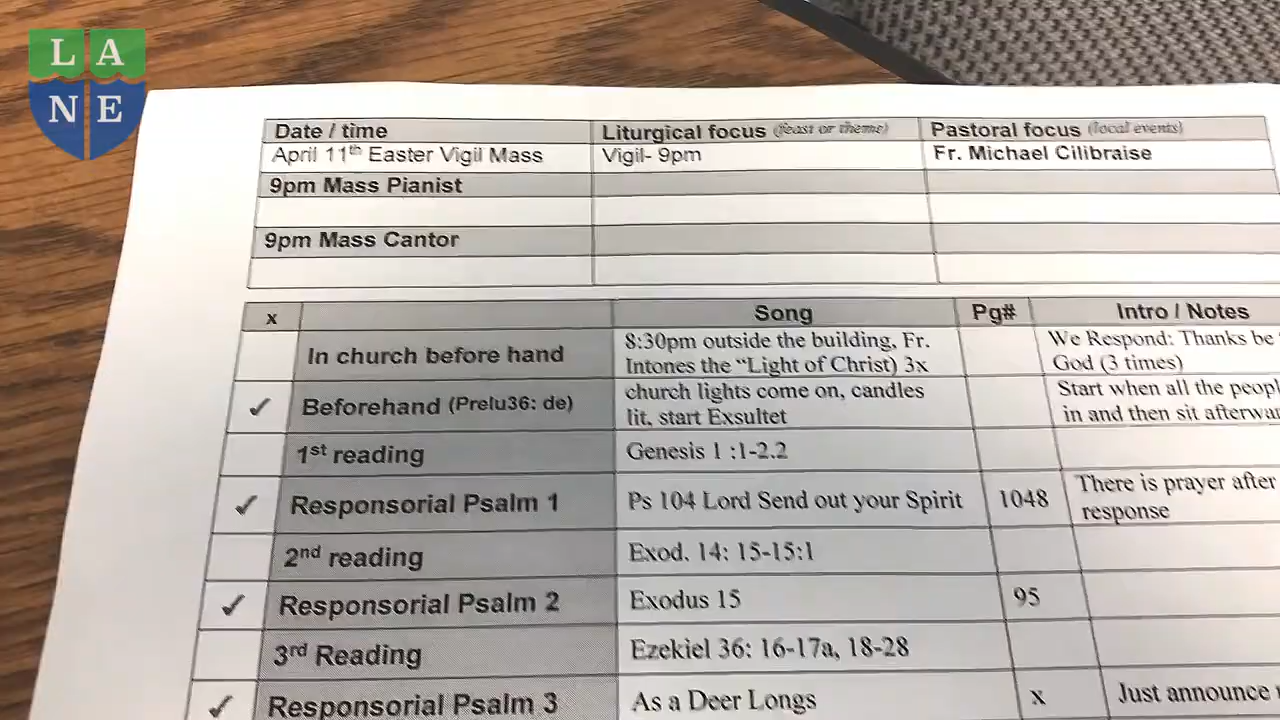 L A
N E
Date / time Liturgical focus (feast or theme) Pastoral focus (local events)
April 11th Easter Vigil Mass Vigil- 9pm Fr. Michael Cilibraise
9pm Mass Pianist
9pm Mass Cantor
x Song Pg# Intro / Notes
In church before hand 8:30pm outside the building, Fr. We Respond: Thanks be
Intones the “Light of Christ) 3x God (3 times)
✓ Beforehand (Prelu36: de) church lights come on, candles Start when all the
lit, start Exsultet in and then sit
1st reading Genesis 1 :1-2.2
✓ Responsorial Psalm 1 Ps 104 Lord Send out your Spirit 1048 There is prayer after
response
2nd reading Exod. 14: 15-15:1
✓ Responsorial Psalm 2 Exodus 15 95
3rd Reading Ezekiel 36: 16-17a, 18-28
✓ Responsorial Psalm 3 As a Deer Longs x Just announce